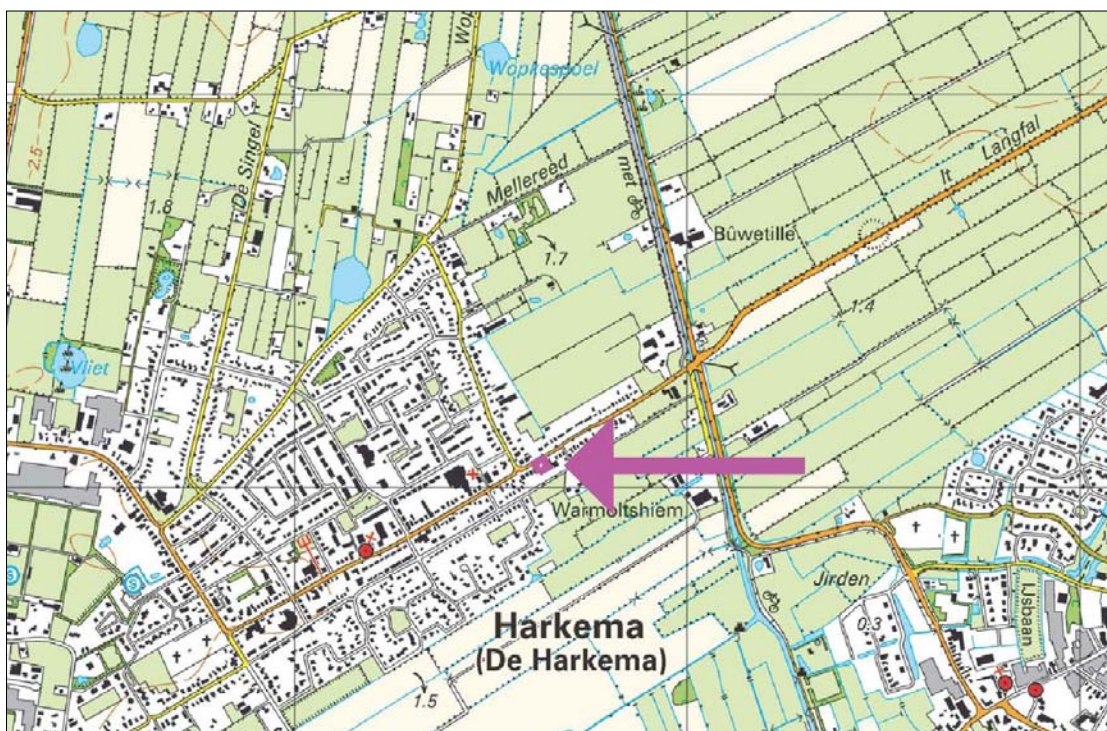 Wopkespoel
Wop
De Singel
2.5
Mellereed
met
It Langfal
1.8
Bûwetille
1.7
1.4
Vliet
Warmoltshiem
Jirden
IJsbaan
0.3
S
S
Harkema
(De Harkema)
1.5